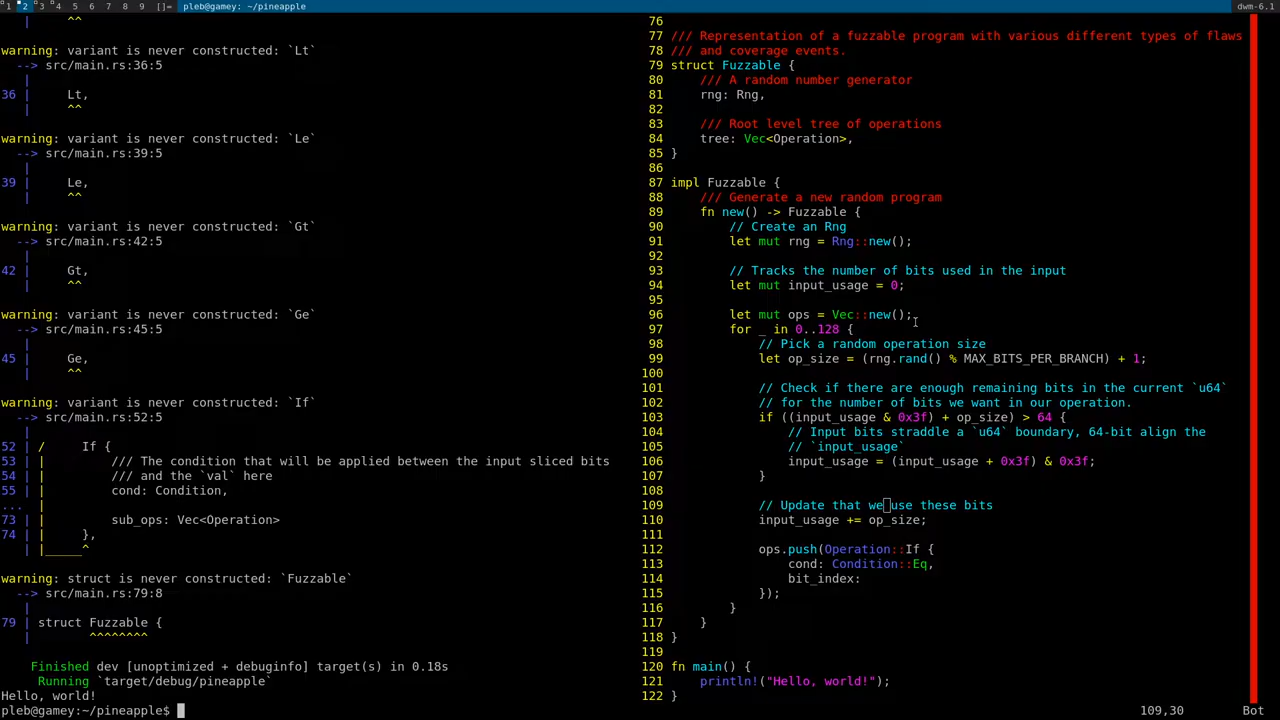 1 2 3 4 5 6 7 8 9 []= pleb@gamey: ~/pineapple dwm-6.1
   |     ^^

warning: variant is never constructed: `Lt`
  --> src/main.rs:36:5
   |
36 |     Lt,
   |     ^^

warning: variant is never constructed: `Le`
  --> src/main.rs:39:5
   |
39 |     Le,
   |     ^^

warning: variant is never constructed: `Gt`
  --> src/main.rs:42:5
   |
42 |     Gt,
   |     ^^

warning: variant is never constructed: `Ge`
  --> src/main.rs:45:5
   |
45 |     Ge,
   |     ^^

warning: variant is never constructed: `If`
  --> src/main.rs:52:5
   |
52 | /     If {
53 | |         /// The condition that will be applied between the input sliced bits
54 | |         /// and the `val` here
55 | |         cond: Condition,
...  |
73 | |         sub_ops: Vec<Operation>
74 | |     },
   | |_____^

warning: struct is never constructed: `Fuzzable`
  --> src/main.rs:79:8
   |
79 | struct Fuzzable {
   |        ^^^^^^^^

    Finished dev [unoptimized + debuginfo] target(s) in 0.18s
     Running `target/debug/pineapple`
Hello, world!
pleb@gamey:~/pineapple$
76
77 /// Representation of a fuzzable program with various different types of flaws
78 /// and coverage events.
79 struct Fuzzable {
80     /// A random number generator
81     rng: Rng,
82
83     /// Root level tree of operations
84     tree: Vec<Operation>,
85 }
86
87 impl Fuzzable {
88     /// Generate a new random program
89     fn new() -> Fuzzable {
90         // Create an Rng
91         let mut rng = Rng::new();
92
93         // Tracks the number of bits used in the input
94         let mut input_usage = 0;
95
96         let mut ops = Vec::new();
97         for _ in 0..128 {
98             // Pick a random operation size
99             let op_size = (rng.rand() % MAX_BITS_PER_BRANCH) + 1;
100
101             // Check if there are enough remaining bits in the current `u64`
102             // for the number of bits we want in our operation.
103             if ((input_usage & 0x3f) + op_size) > 64 {
104                 // Input bits straddle a `u64` boundary, 64-bit align the
105                 // `input_usage`
106                 input_usage = (input_usage + 0x3f) & 0x3f;
107             }
108
109             // Update that we use these bits
110             input_usage += op_size;
111
112             ops.push(Operation::If {
113                 cond: Condition::Eq,
114                 bit_index:
115             });
116         }
117     }
118 }
119
120 fn main() {
121     println!("Hello, world!");
122 }
109,30 Bot